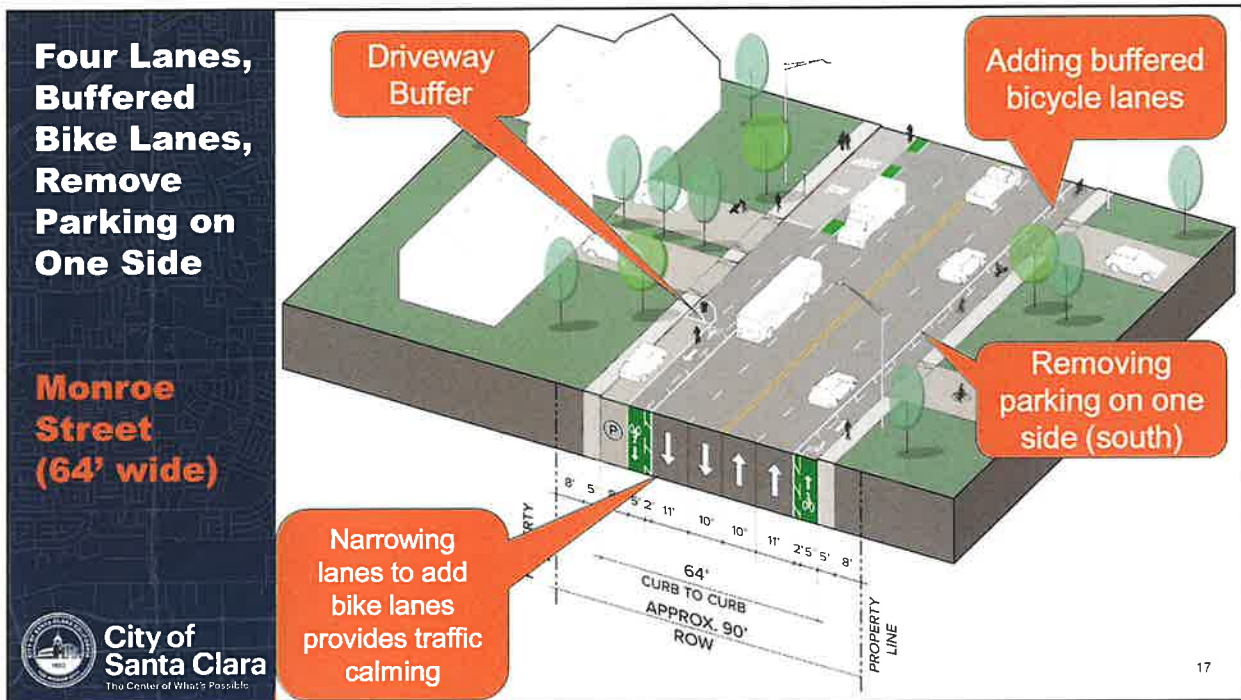 Four Lanes,
Buffered
Bike Lanes,
Remove
Parking on
One Side
Monroe
Street
(64' wide)
City of
Santa Clara
The Center of What's Possible
Driveway
Buffer
Adding buffered
bicycle lanes
Removing
parking on one
side (south)
Narrowing
lanes to add
bike lanes
provides traffic
calming
P
8' 5 5' 2' 11' 10' 10' 11' 2' 5' 5' 8'
64'
CURB TO CURB
APPROX. 90'
ROW
PROPERTY
LINE
17